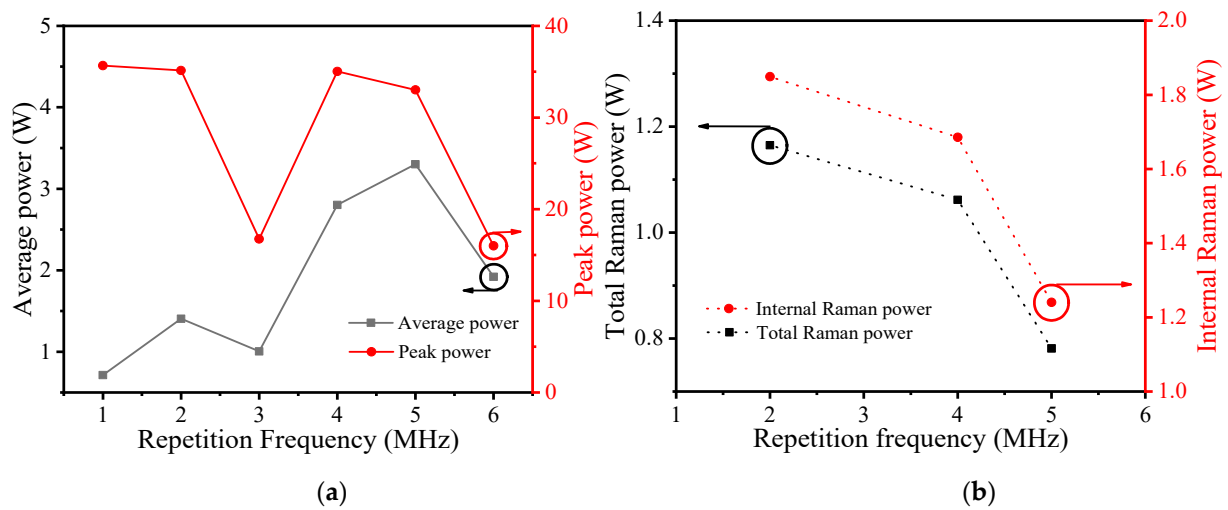 5
4
3
2
1
Average power (W)
40
30
20
10
0
Peak power (W)
Average power
Peak power
1 2 3 4 5 6
Repetition Frequency (MHz)
(a)
1.4
1.2
1.0
0.8
Total Raman power (W)
2.0
1.8
1.6
1.4
1.2
1.0
Internal Raman power (W)
Internal Raman power
Total Raman power
1 2 3 4 5 6
Repetition frequency (MHz)
(b)